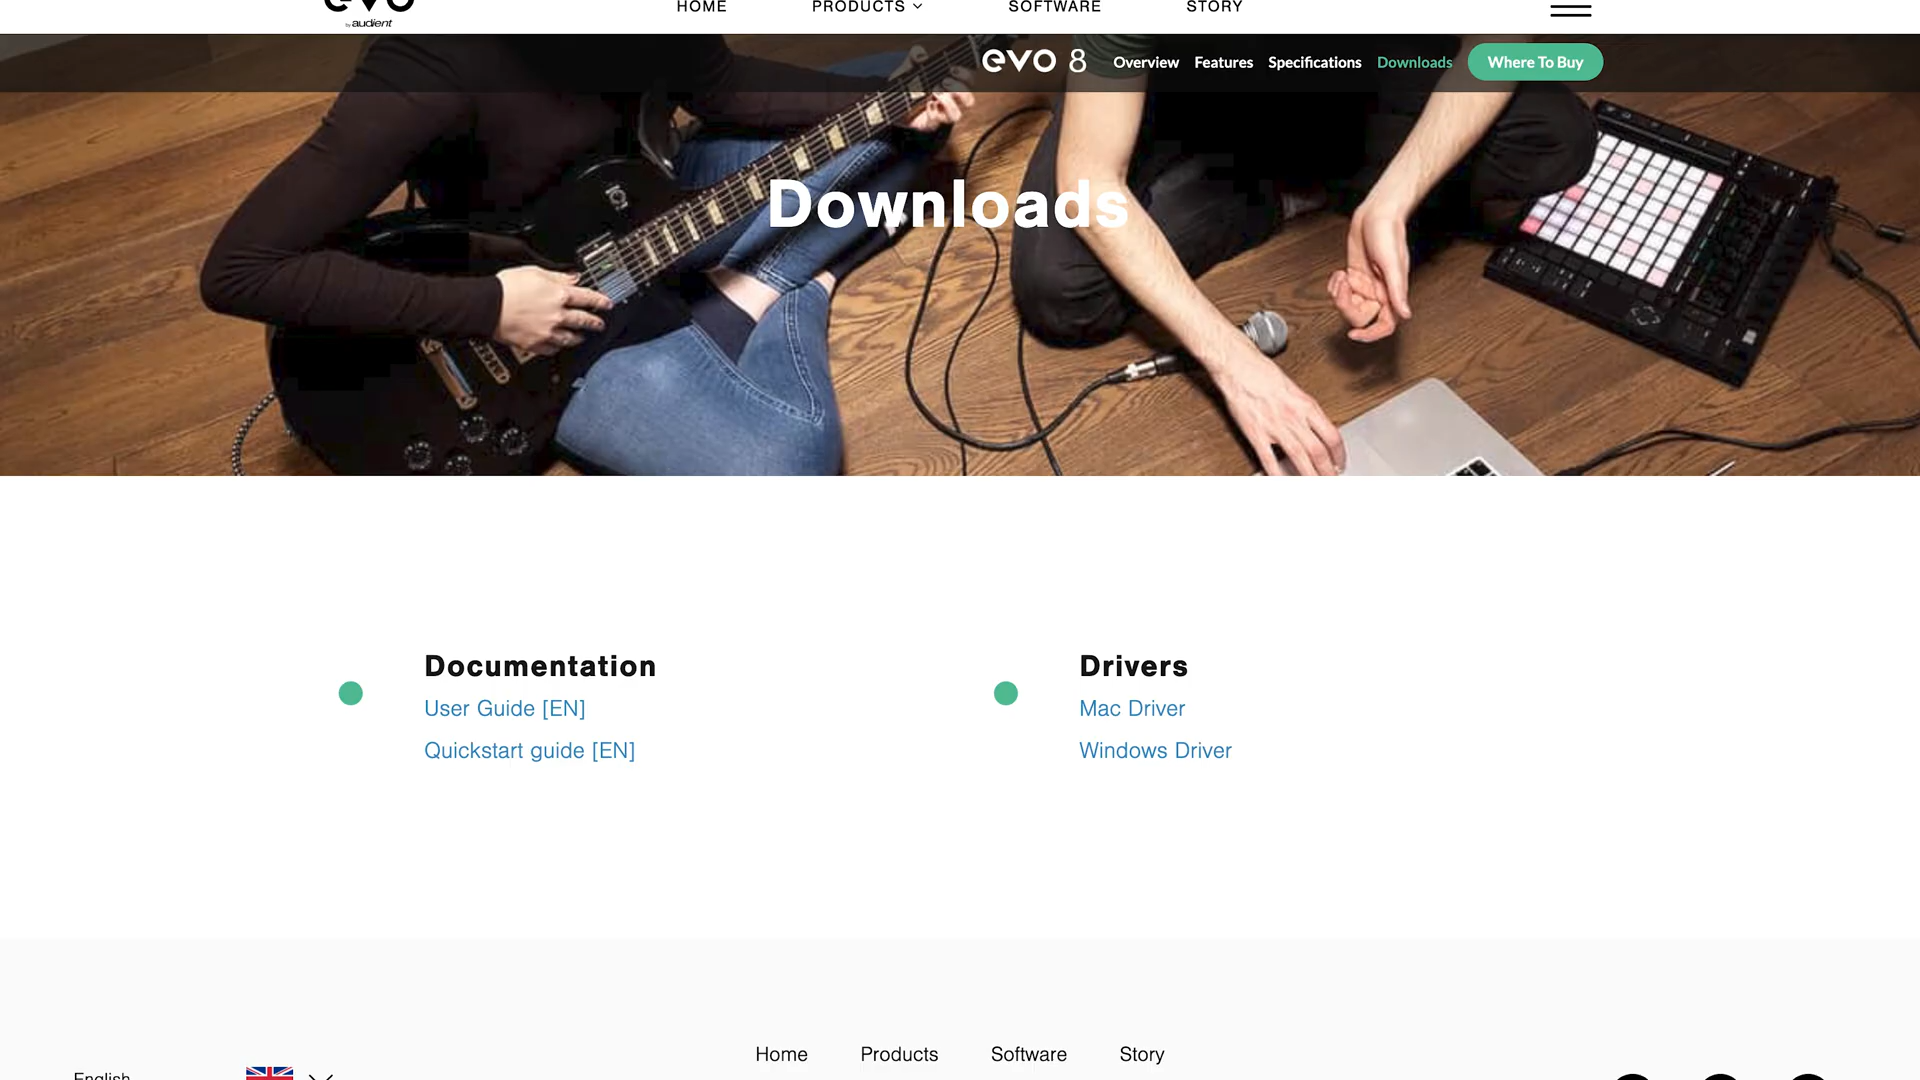 evo
by audient
HOME
PRODUCTS
SOFTWARE
STORY
evo 8
Overview
Features
Specifications
Downloads
Where To Buy
Downloads
Documentation
User Guide [EN]
Quickstart guide [EN]
Drivers
Mac Driver
Windows Driver
Home
Products
Software
Story
English